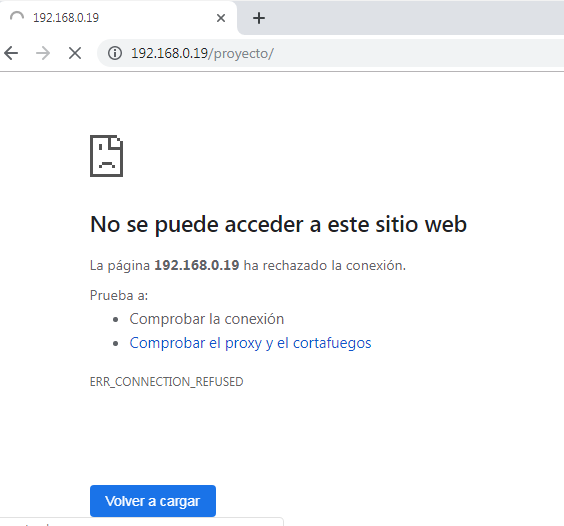 192.168.0.19
192.168.0.19/proyecto/
No se puede acceder a este sitio web
La página 192.168.0.19 ha rechazado la conexión.
Prueba a:
Comprobar la conexión
Comprobar el proxy y el cortafuegos
ERR_CONNECTION_REFUSED
Volver a cargar